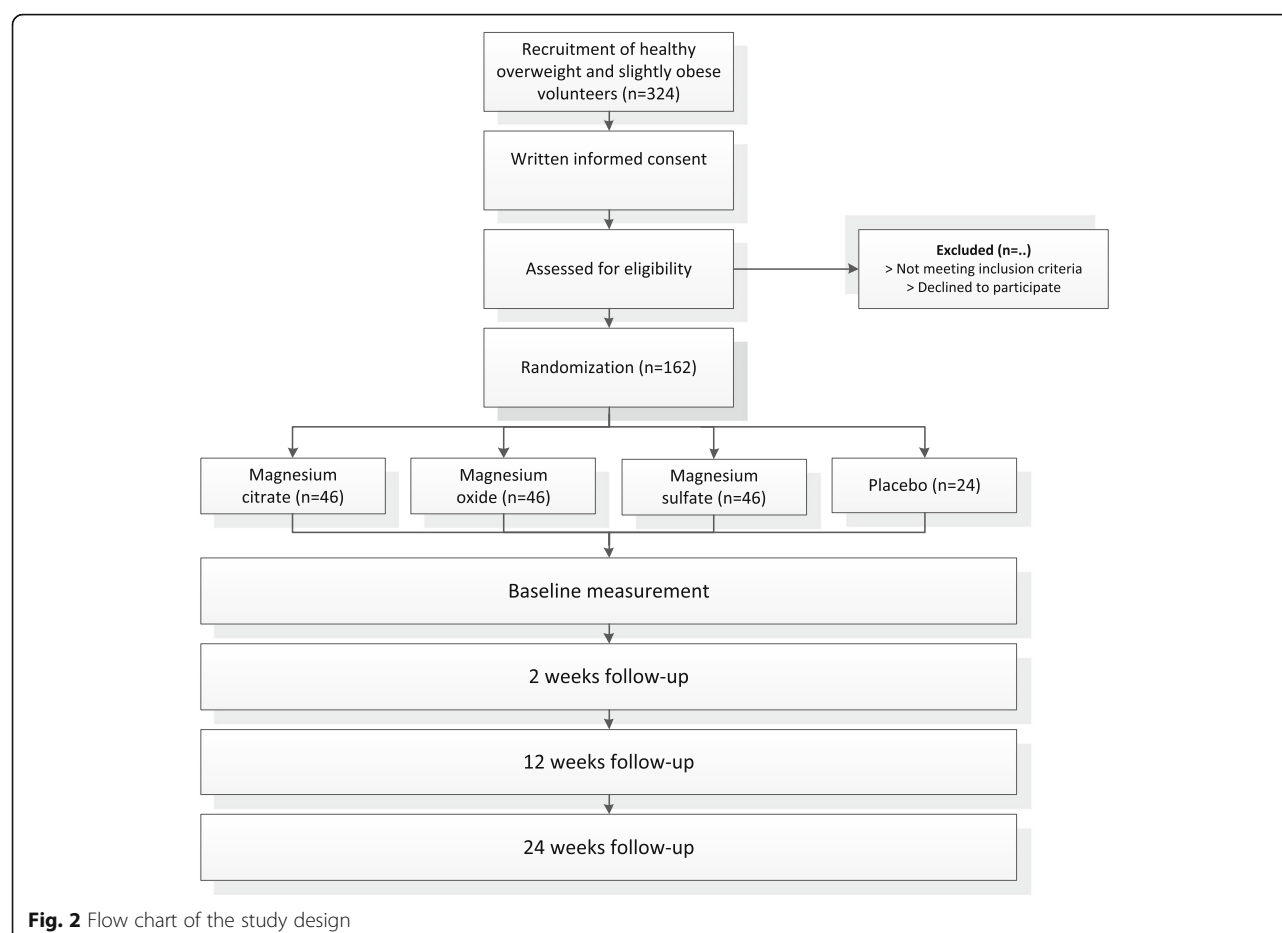 Recruitment of healthy
overweight and slightly obese
volunteers (n=324)
Written informed consent
Assessed for eligibility
Excluded (n=..)
> Not meeting inclusion criteria
> Declined to participate
Randomization (n=162)
Magnesium
citrate (n=46)
Magnesium
oxide (n=46)
Magnesium
sulfate (n=46)
Placebo (n=24)
Baseline measurement
2 weeks follow-up
12 weeks follow-up
24 weeks follow-up
Fig. 2 Flow chart of the study design